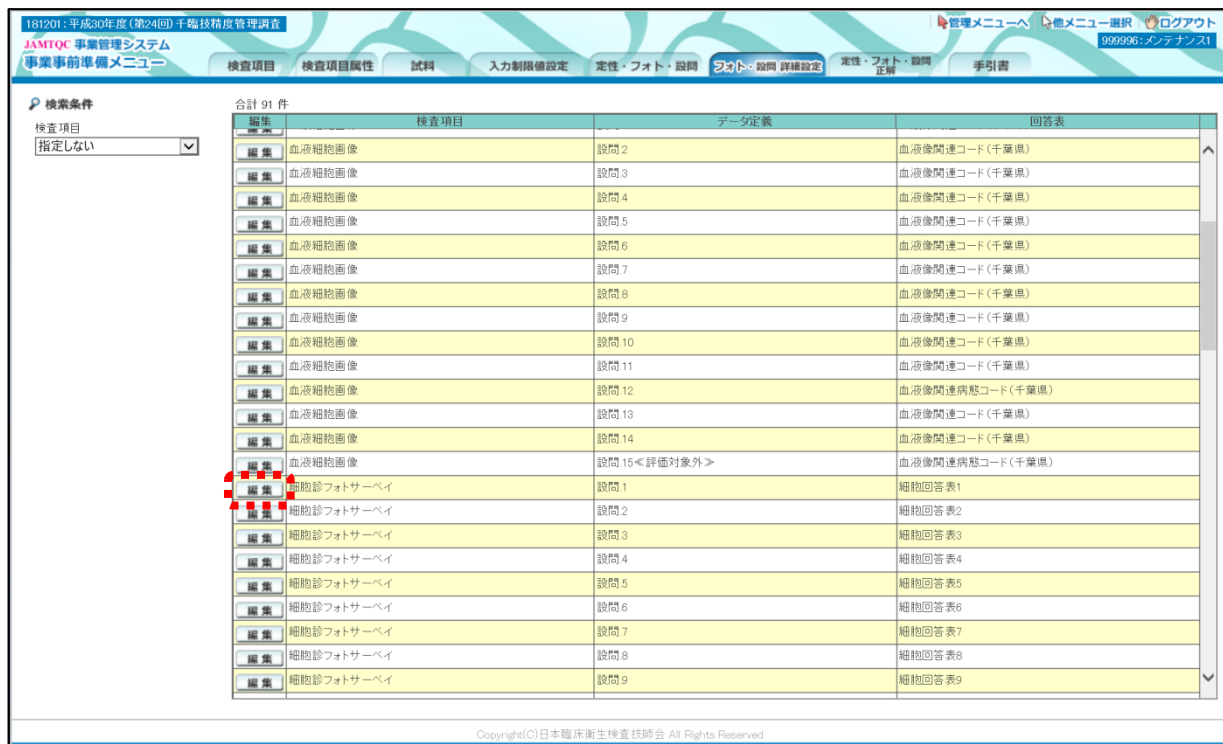 181201：平成30年度(第24回)千臨技精度管理調査
管理メニューへ 他メニュー選択 ログアウト
JAMTQC 事業管理システム
999996：メンテナンス1
事業事前準備メニュー
検査項目 検査項目属性 試料 入力制限値設定 定性・フォト・設問 フォト・設問 詳細設定 定性・フォト・設問 正解 手引書
検索条件
検査項目
指定しない
合計 91 件
編集 検査項目 データ定義 回答表
編集 血液細胞画像 設問.2 血液像関連コード(千葉県)
編集 血液細胞画像 設問.3 血液像関連コード(千葉県)
編集 血液細胞画像 設問.4 血液像関連コード(千葉県)
編集 血液細胞画像 設問.5 血液像関連コード(千葉県)
編集 血液細胞画像 設問.6 血液像関連コード(千葉県)
編集 血液細胞画像 設問.7 血液像関連コード(千葉県)
編集 血液細胞画像 設問.8 血液像関連コード(千葉県)
編集 血液細胞画像 設問.9 血液像関連コード(千葉県)
編集 血液細胞画像 設問.10 血液像関連コード(千葉県)
編集 血液細胞画像 設問.11 血液像関連コード(千葉県)
編集 血液細胞画像 設問.12 血液像関連病態コード(千葉県)
編集 血液細胞画像 設問.13 血液像関連コード(千葉県)
編集 血液細胞画像 設問.14 血液像関連コード(千葉県)
編集 血液細胞画像 設問.15≪評価対象外≫ 血液像関連病態コード(千葉県)
編集 細胞診フォトサーベイ 設問.1 細胞回答表1
編集 細胞診フォトサーベイ 設問.2 細胞回答表2
編集 細胞診フォトサーベイ 設問.3 細胞回答表3
編集 細胞診フォトサーベイ 設問.4 細胞回答表4
編集 細胞診フォトサーベイ 設問.5 細胞回答表5
編集 細胞診フォトサーベイ 設問.6 細胞回答表6
編集 細胞診フォトサーベイ 設問.7 細胞回答表7
編集 細胞診フォトサーベイ 設問.8 細胞回答表8
編集 細胞診フォトサーベイ 設問.9 細胞回答表9
Copyright(C)日本臨床衛生検査技師会 All Rights Reserved.